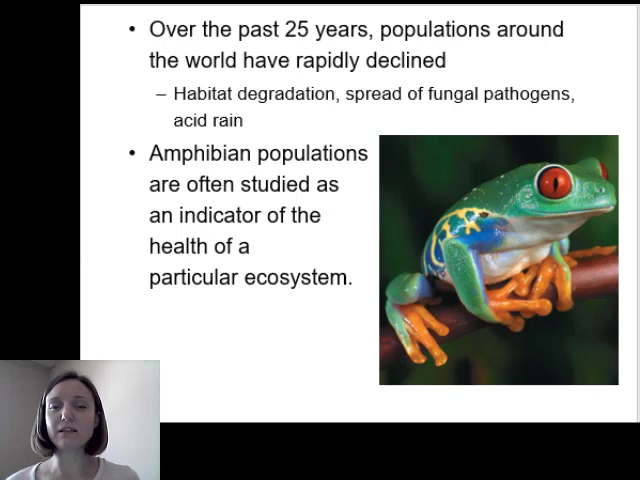 • Over the past 25 years, populations around
the world have rapidly declined
– Habitat degradation, spread of fungal pathogens,
acid rain
• Amphibian populations
are often studied as
an indicator of the
health of a
particular ecosystem.